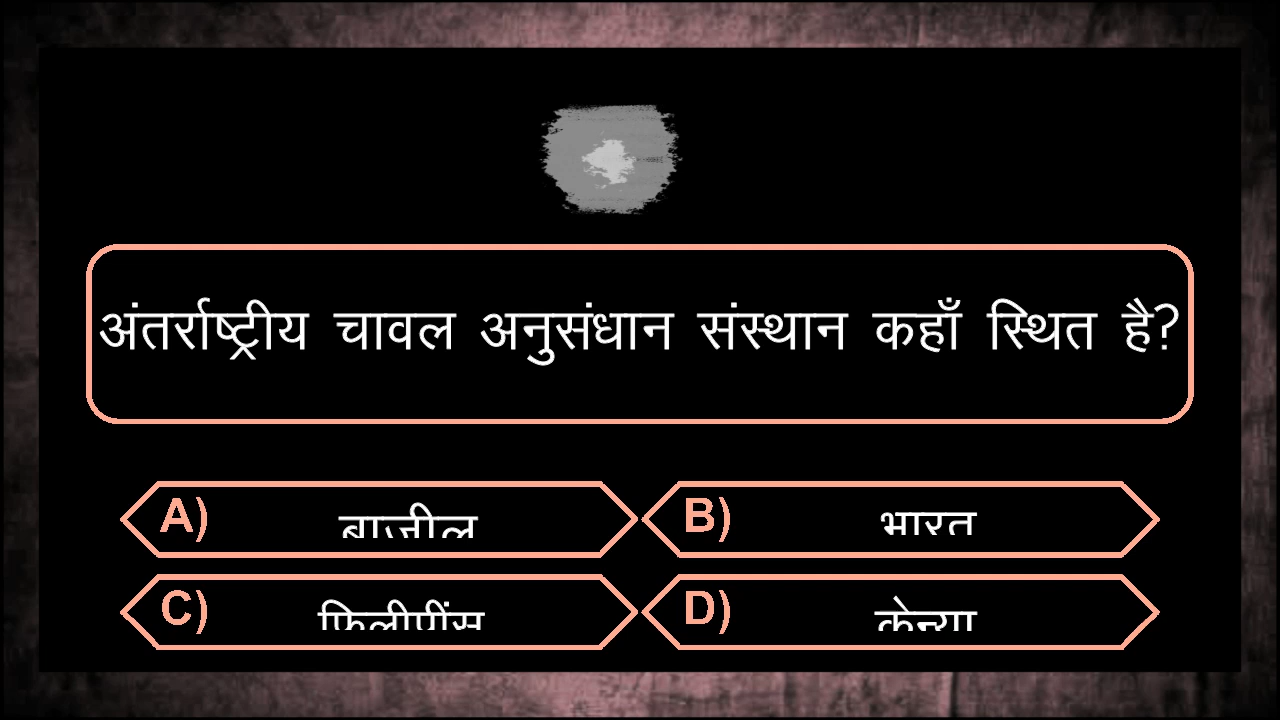 अंतर्राष्ट्रीय चावल अनुसंधान संस्थान कहाँ स्थित है?
A) ब्राजील
B) भारत
C) फिलीपींस
D) केन्या